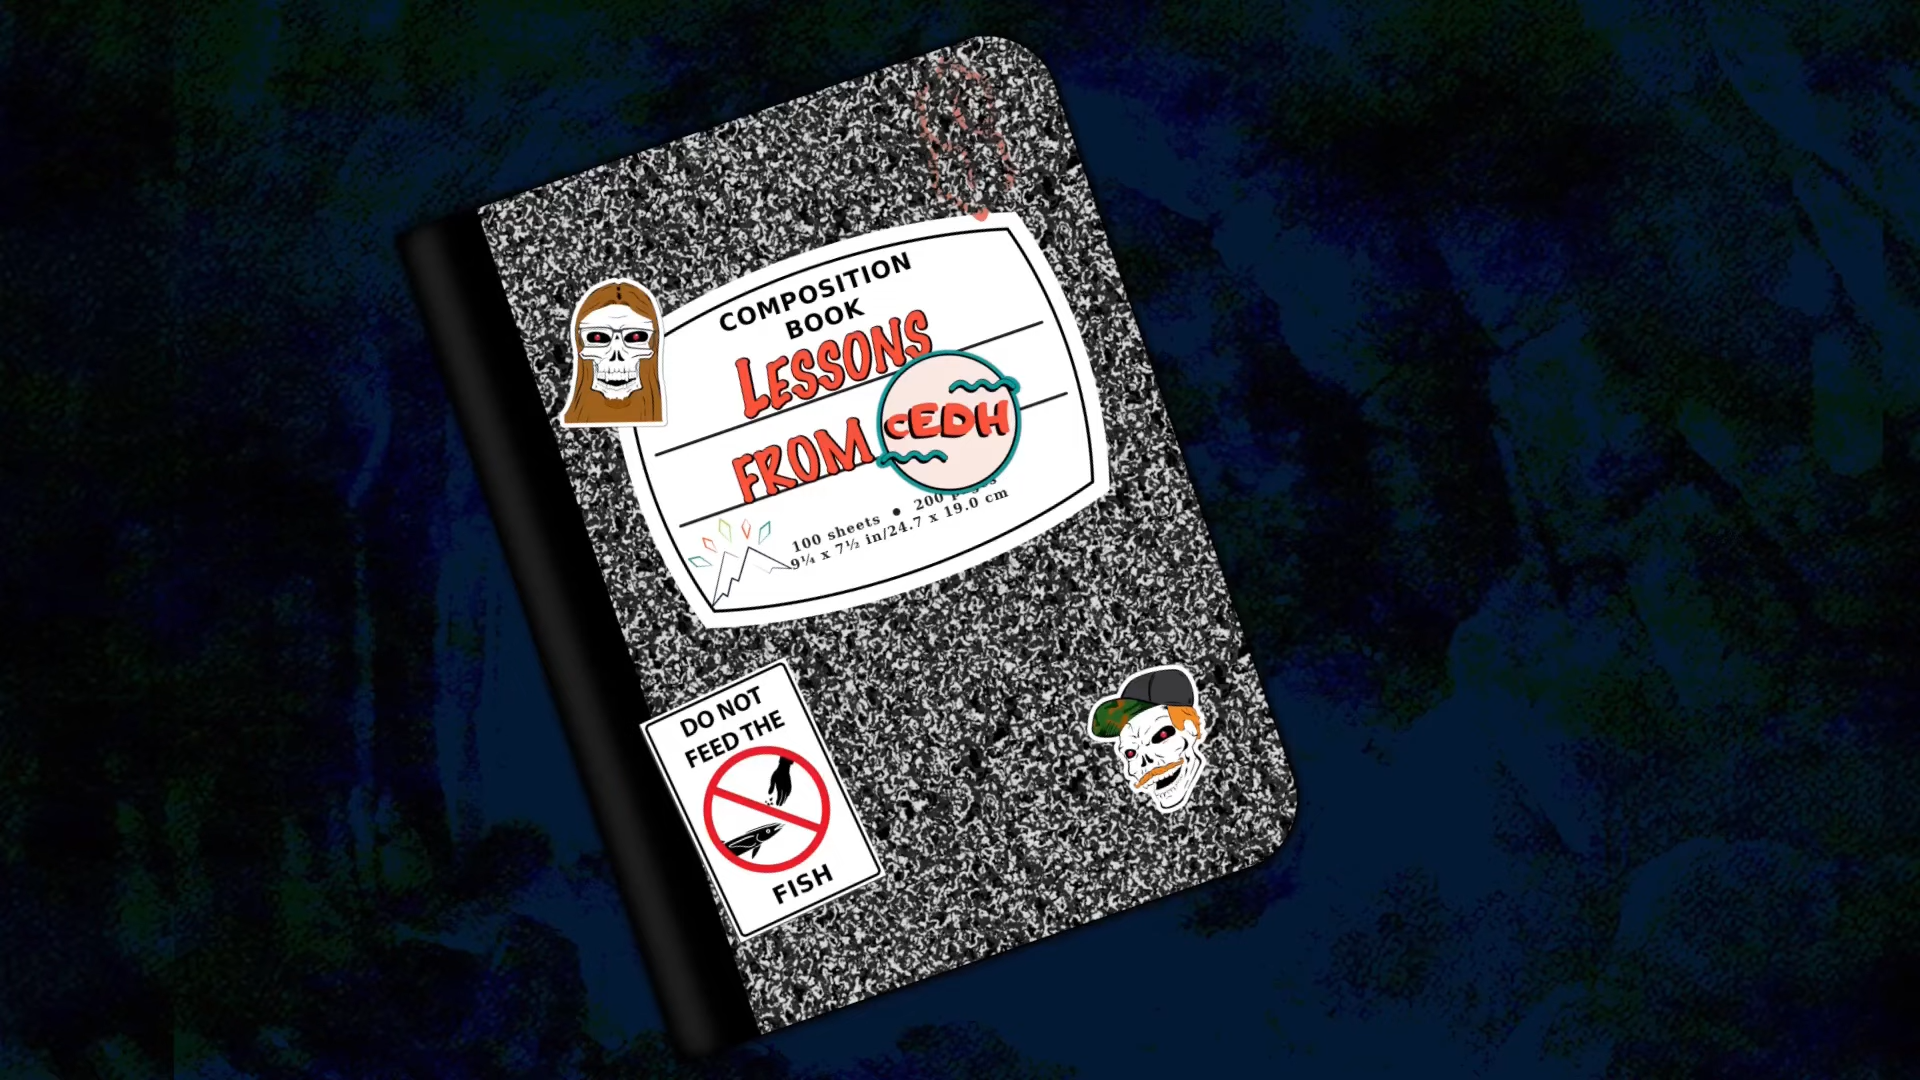 COMPOSITION
BOOK
LESSONS
FROM cEDH
100 sheets • 200 pages
9¼ x 7½ in/24.7 x 19.0 cm
DO NOT
FEED THE
FISH